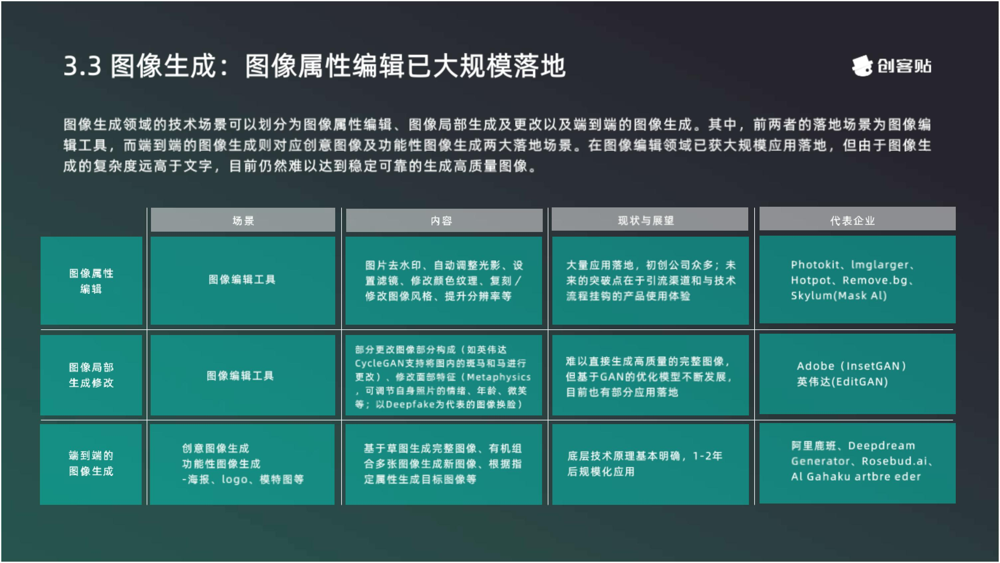 3.3 图像生成：图像属性编辑已大规模落地
创客贴
图像生成领域的技术场景可以划分为图像属性编辑、图像局部生成及更改以及端到端的图像生成。其中，前两者的落地场景为图像编
辑工具，而端到端的图像生成则对应创意图像及功能性图像生成两大落地场景。在图像编辑领域已获大规模应用落地，但由于图像生
成的复杂度远高于文字，目前仍然难以达到稳定可靠的生成高质量图像。
场景
内容
现状与展望
代表企业
图像属性
编辑
图像编辑工具
图片去水印、自动调整光影、设
置滤镜、修改颜色纹理、复刻/
修改图像风格、提升分辨率等
大量应用落地，初创公司众多；未
来的突破点在于引流渠道和与技术
流程挂钩的产品使用体验
Photokit、lmglarger、
Hotpot、Remove.bg、
Skylum(Mask Al)
图像局部
生成修改
图像编辑工具
部分更改图像部分构成（如英伟达
CycleGAN支持将图内的斑马和马进行
更改）、修改面部特征（Metaphysics
，可调节自身照片的情绪、年龄、微笑
等；以Deepfake为代表的图像换脸）
难以直接生成高质量的完整图像，
但基于GAN的优化模型不断发展，
目前也有部分应用落地
Adobe（InsetGAN）
英伟达(EditGAN)
端到端的
图像生成
创意图像生成
功能性图像生成
-海报、logo、模特图等
基于草图生成完整图像、有机组
合多张图像生成新图像、根据指
定属性生成目标图像等
底层技术原理基本明确，1-2年
后规模化应用
阿里鹿班、Deepdream
Generator、Rosebud.ai、
Al Gahaku artbre eder